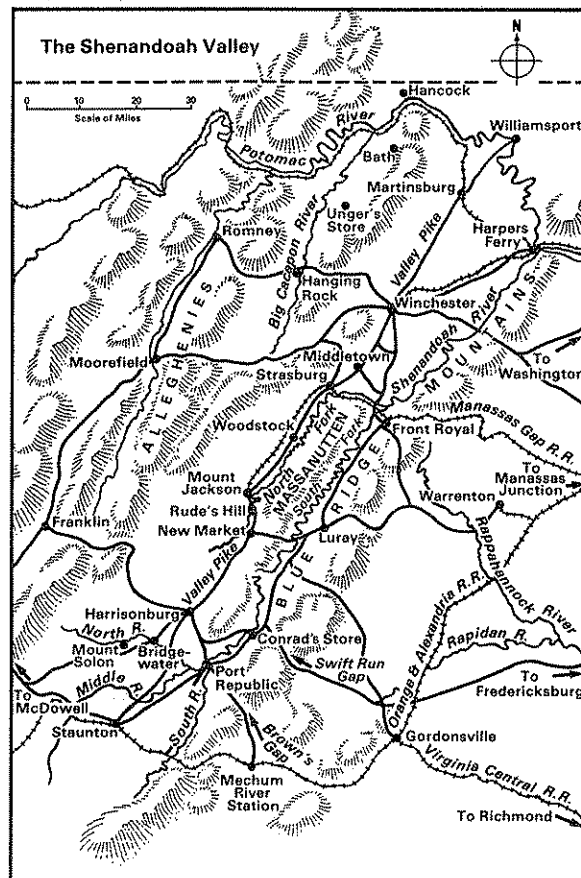 The Shenandoah Valley
N
0 10 20 30
Scale of Miles
Hancock
Williamsport
Potomac River
Bath
Martinsburg
Unger's
Store
Harpers
Ferry
Romney
Big Cacapon River
Valley Pike
Hanging
Rock
Winchester
Shenandoah River
MOUNTAINS
To
Washington
ALLEGHENIES
Moorefield
Middletown
Strasburg
Woodstock
North Fork
MASSANUTTEN
South Fork
Front Royal
Manassas Gap R.R.
To
Manassas
Junction
Mount
Jackson
Rude's Hill
New Market
RIDGE
Warrenton
Luray
Franklin
Valley Pike
BLUE
Rappahannock
River
Harrisonburg
North R.
Mount
Solon
Bridge-
water
Conrad's Store
Orange & Alexandria R.R.
Rapidan R.
Swift Run
Gap
To
Fredericksburg
To
McDowell
Middle R.
Port
Republic
Staunton
South R.
Brown's
Gap
Gordonsville
Mechum
River
Station
Virginia Central R.R.
To Richmond